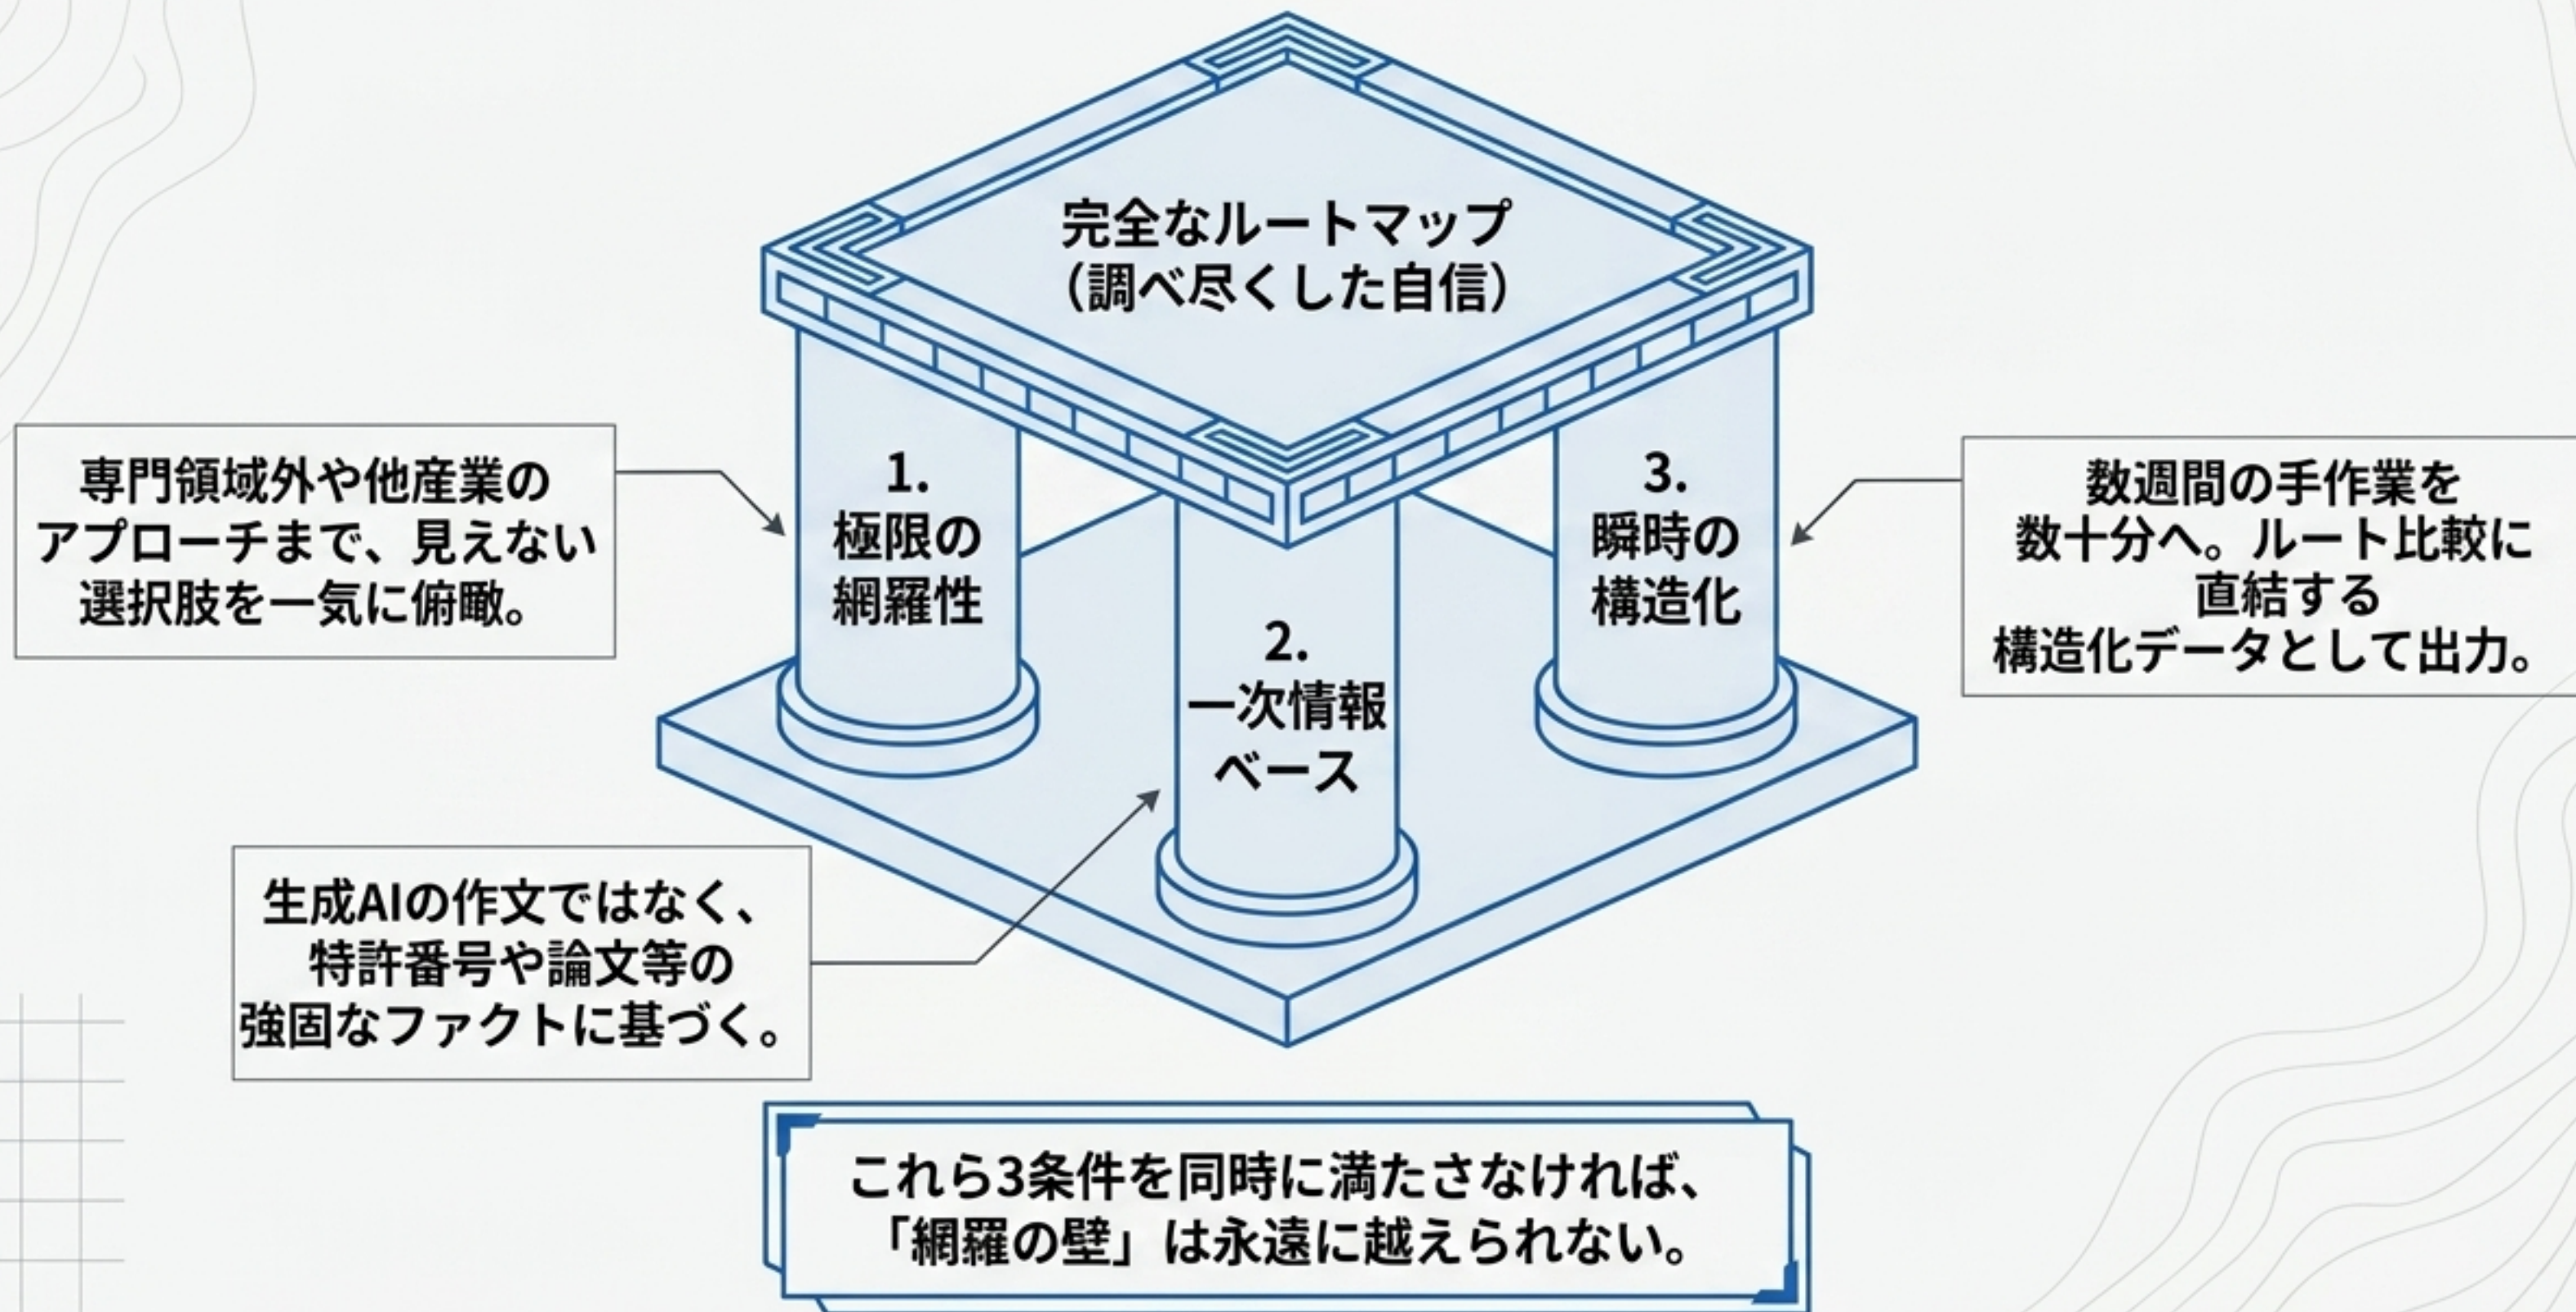 完全なルートマップ
（調べ尽くした自信）
専門領域外や他産業の
アプローチまで、見えない
選択肢を一気に俯瞰。
1.
極限の
網羅性
生成AIの作文ではなく、
特許番号や論文等の
強固なファクトに基づく。
2.
一次情報
ベース
3.
瞬時の
構造化
数週間の手作業を
数十分へ。ルート比較に
直結する
構造化データとして出力。
これら3条件を同時に満たさなければ、
「網羅の壁」は永遠に越えられない。